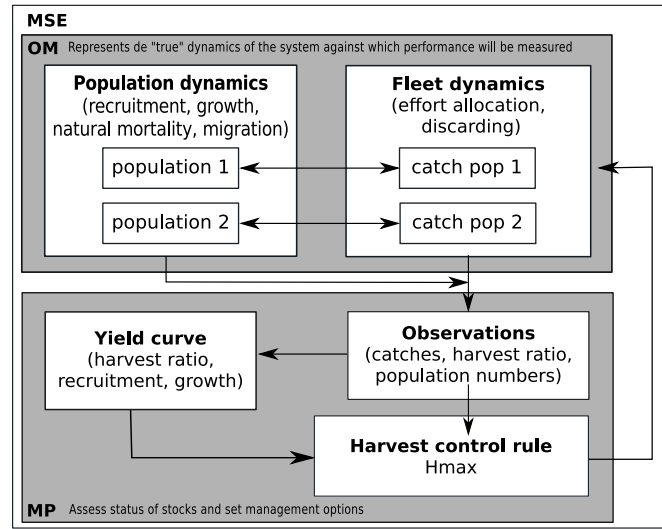 MSE
OM Represents de "true" dynamics of the system against which performance will be measured
Population dynamics
(recruitment, growth,
natural mortality, migration)
population 1
population 2
Fleet dynamics
(effort allocation,
discarding)
catch pop 1
catch pop 2
Yield curve
(harvest ratio,
recruitment, growth)
Observations
(catches, harvest ratio,
population numbers)
Harvest control rule
Hmax
MP Assess status of stocks and set management options